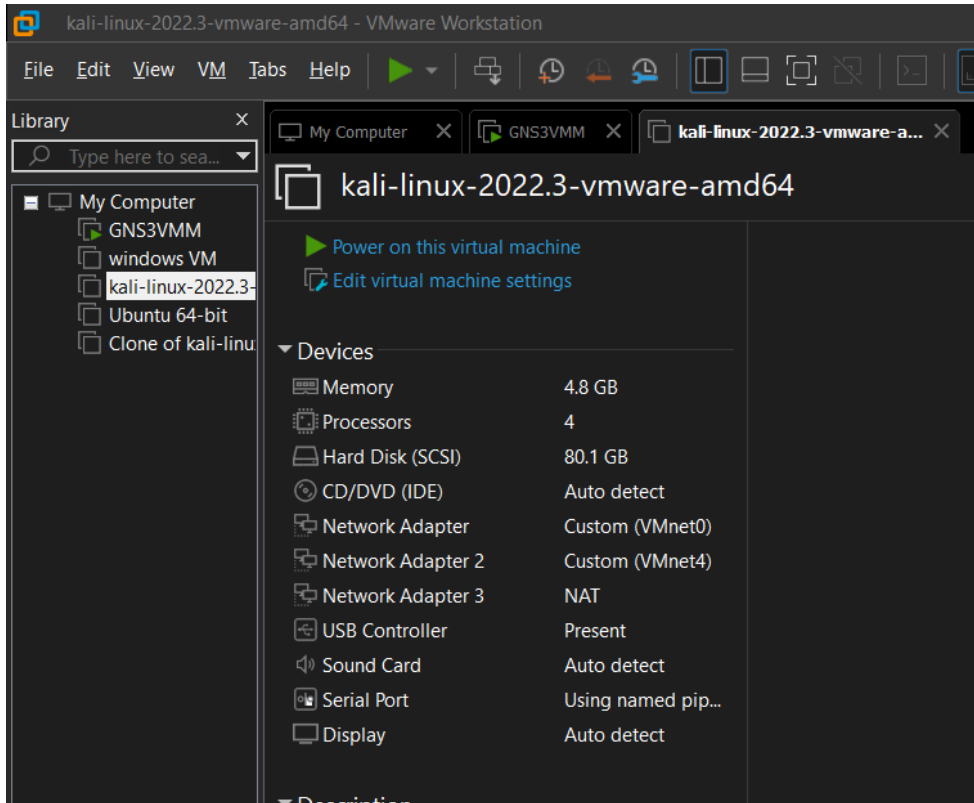 kali-linux-2022.3-vmware-amd64 - VMware Workstation
File Edit View VM Tabs Help
Library
Type here to sea...
My Computer
GNS3VMM
windows VM
kali-linux-2022.3-
Ubuntu 64-bit
Clone of kali-linu
My Computer GNS3VMM kali-linux-2022.3-vmware-a...
kali-linux-2022.3-vmware-amd64
Power on this virtual machine
Edit virtual machine settings
Devices
Memory 4.8 GB
Processors 4
Hard Disk (SCSI) 80.1 GB
CD/DVD (IDE) Auto detect
Network Adapter Custom (VMnet0)
Network Adapter 2 Custom (VMnet4)
Network Adapter 3 NAT
USB Controller Present
Sound Card Auto detect
Serial Port Using named pip...
Display Auto detect
Description